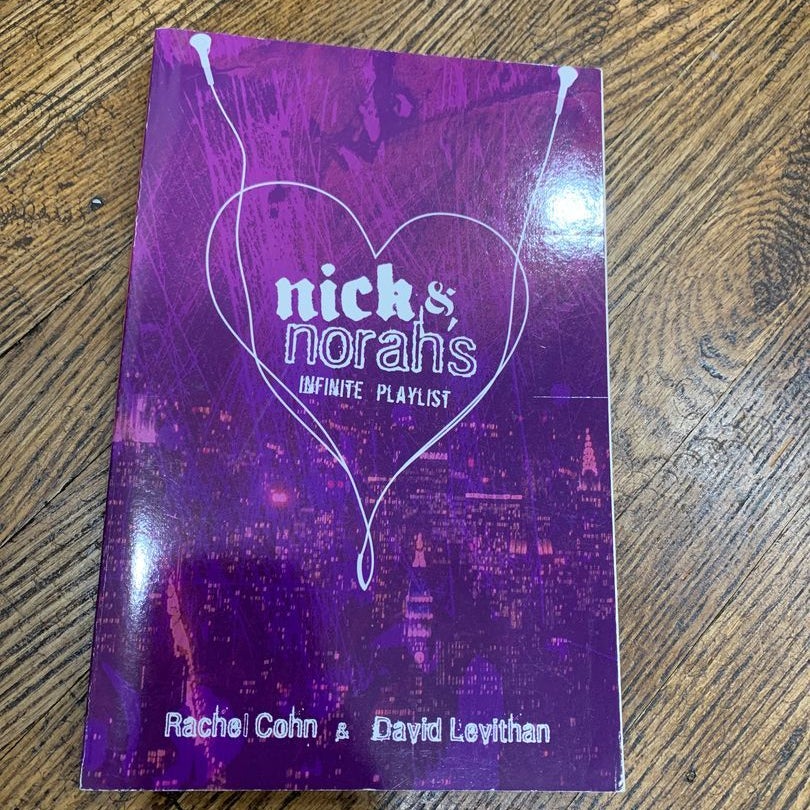 nick &
norah's
INFINITE PLAYLIST
Rachel Cohn & David Levithan